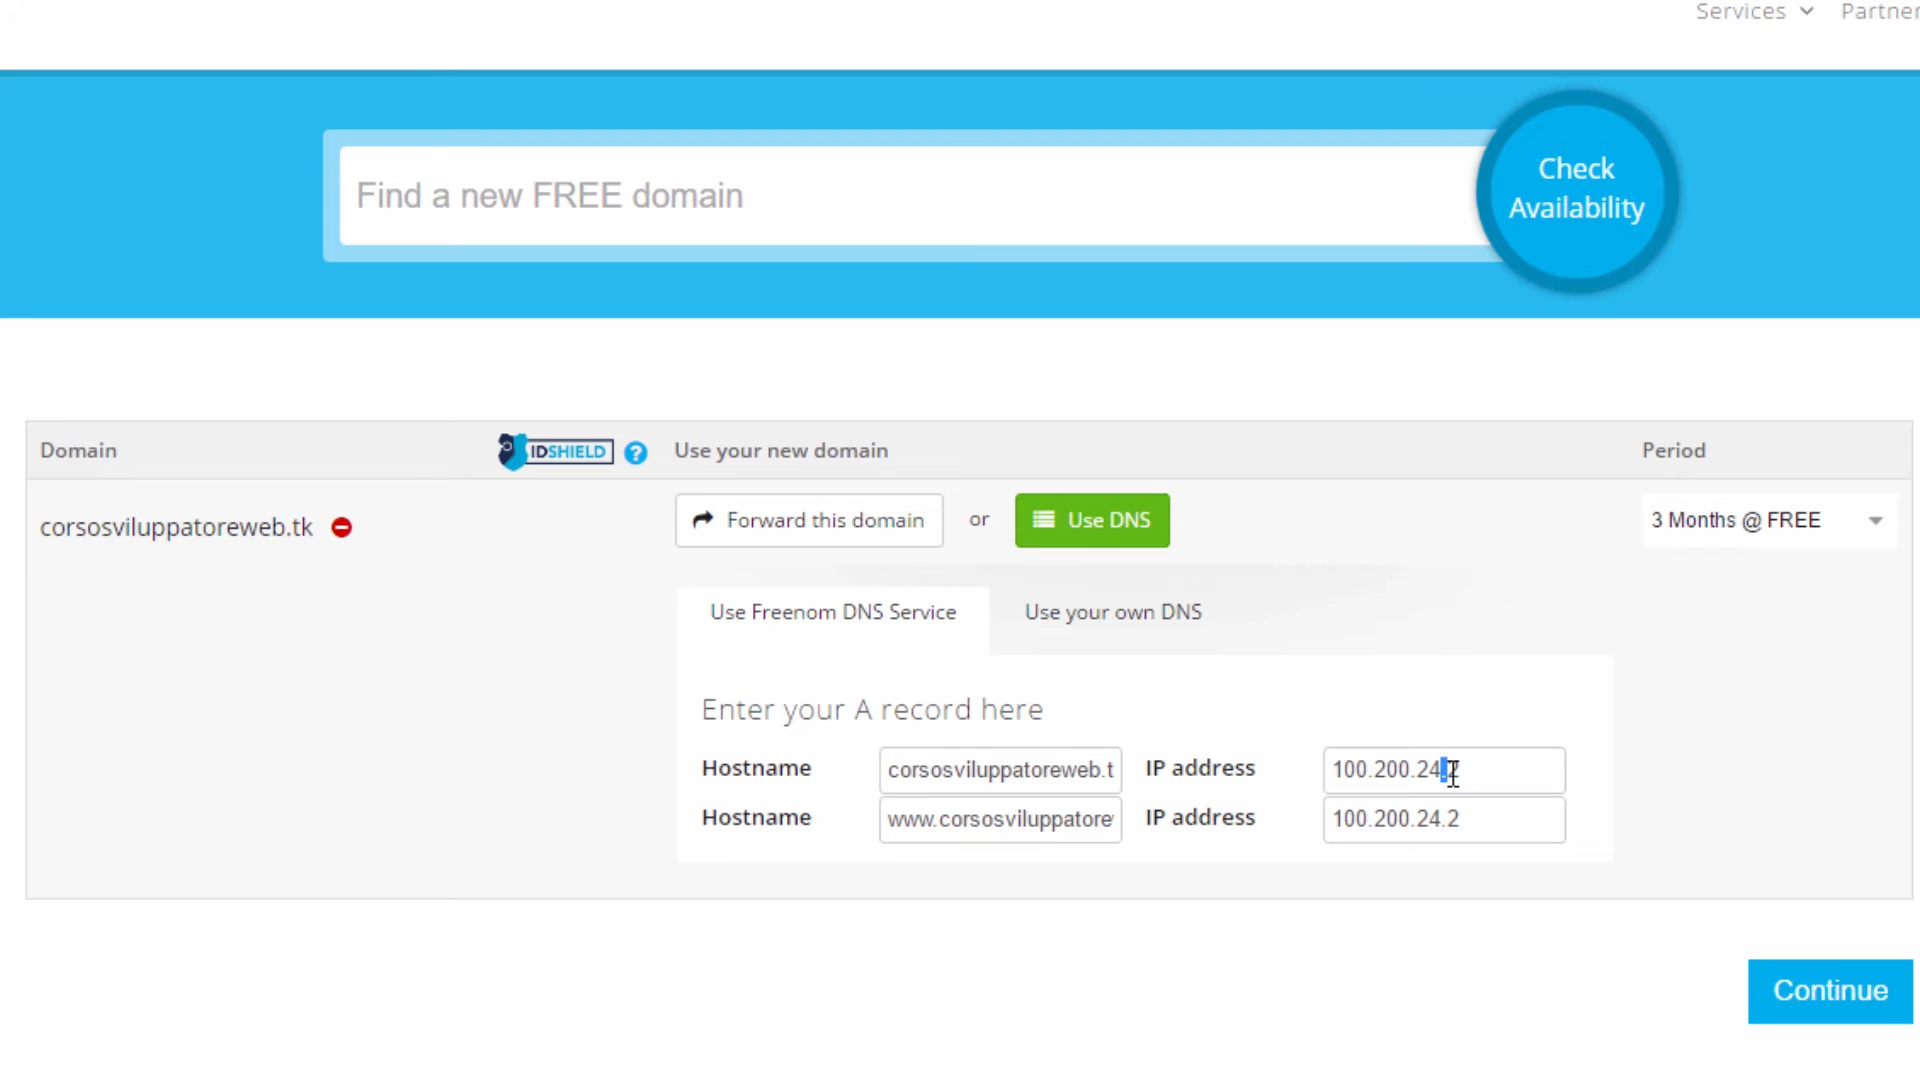 Services Partner
Find a new FREE domain
Check
Availability
Domain IDSHIELD ? Use your new domain Period
corsosviluppatoreweb.tk Forward this domain or Use DNS 3 Months @ FREE
Use Freenom DNS Service Use your own DNS
Enter your A record here
Hostname corsosviluppatoreweb.t IP address 100.200.24.2
Hostname www.corsosviluppatore IP address 100.200.24.2
Continue